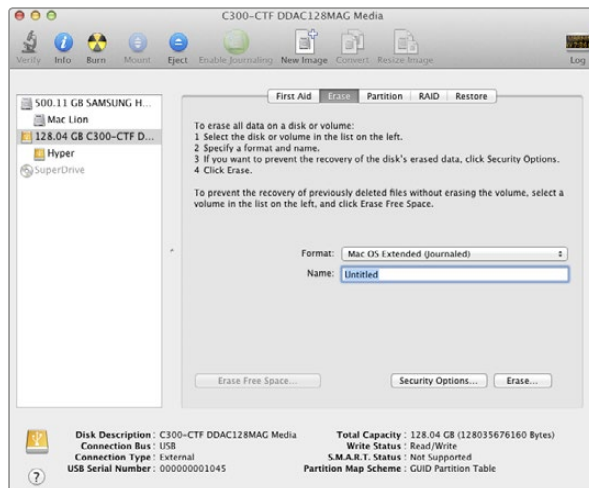 C300-CTF DDAC128MAG Media
Verify Info Burn Mount Eject Enable Journaling New Image Convert Resize Image Log
500.11 GB SAMSUNG H...
Mac Lion
128.04 GB C300-CTF D...
Hyper
SuperDrive
First Aid Erase Partition RAID Restore
To erase all data on a disk or volume:
1 Select the disk or volume in the list on the left.
2 Specify a format and name.
3 If you want to prevent the recovery of the disk's erased data, click Security Options.
4 Click Erase.
To prevent the recovery of previously deleted files without erasing the volume, select a
volume in the list on the left, and click Erase Free Space.
Format: Mac OS Extended (Journaled)
Name: Untitled
Erase Free Space... Security Options... Erase...
Disk Description : C300-CTF DDAC128MAG Media Total Capacity : 128.04 GB (128035676160 Bytes)
Connection Bus : USB Write Status : Read/Write
Connection Type : External S.M.A.R.T. Status : Not Supported
USB Serial Number : 000000001045 Partition Map Scheme : GUID Partition Table
?